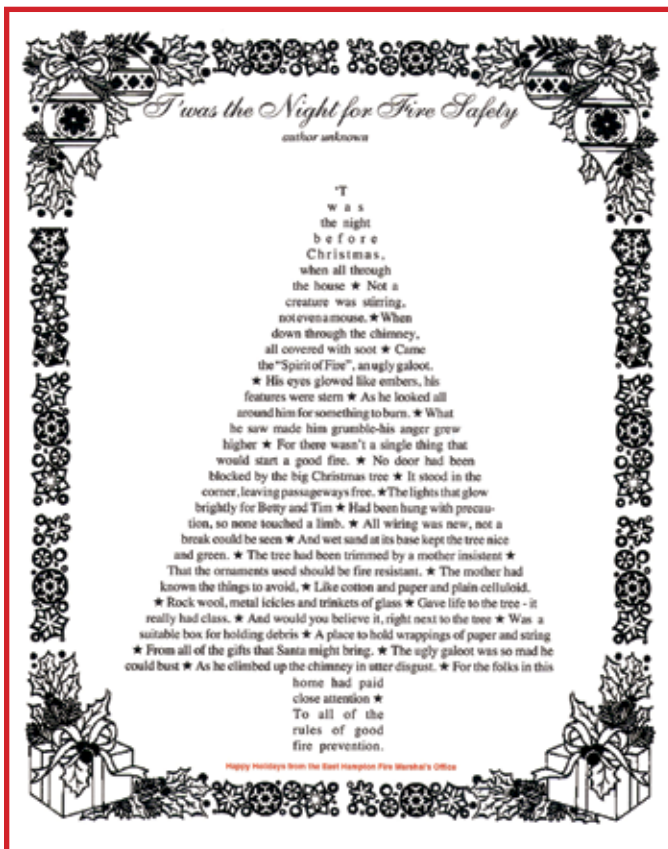 T'was the Night for Fire Safety
author unknown
'T
was
the night
before
Christmas,
when all through
the house ★ Not a
creature was stirring,
not even a mouse. ★ When
down through the chimney,
all covered with soot ★ Came
the "Spirit of Fire", an ugly galoot.
★ His eyes glowed like embers, his
features were stern ★ As he looked all
around him for something to burn. ★ What
he saw made him grumble-his anger grew
higher ★ For there wasn't a single thing that
would start a good fire. ★ No door had been
blocked by the big Christmas tree ★ It stood in the
corner, leaving passageways free. ★ The lights that glow
brightly for Betty and Tim ★ Had been hung with precau-
tion, so none touched a limb. ★ All wiring was new, not a
break could be seen ★ And wet sand at its base kept the tree nice
and green. ★ The tree had been trimmed by a mother insistent ★
That the ornaments used should be fire resistant. ★ The mother had
known the things to avoid, ★ Like cotton and paper and plain celluloid.
★ Rock wool, metal icicles and trinkets of glass ★ Gave life to the tree - it
really had class. ★ And would you believe it, right next to the tree ★ Was a
suitable box for holding debris ★ A place to hold wrappings of paper and string
★ From all of the gifts that Santa might bring. ★ The ugly galoot was so mad he
could bust ★ As he climbed up the chimney in utter disgust. ★ For the folks in this
home had paid
close attention ★
To all of the
rules of good
fire prevention.
Happy Holidays from the East Hampton Fire Marshal's Office